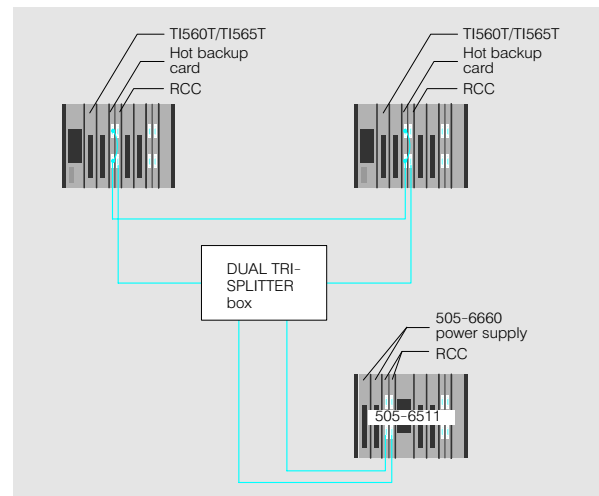 TI560T/TI565T
Hot backup
card
RCC
TI560T/TI565T
Hot backup
card
RCC
DUAL TRI-
SPLITTER
box
505-6660
power supply
RCC
505-6511